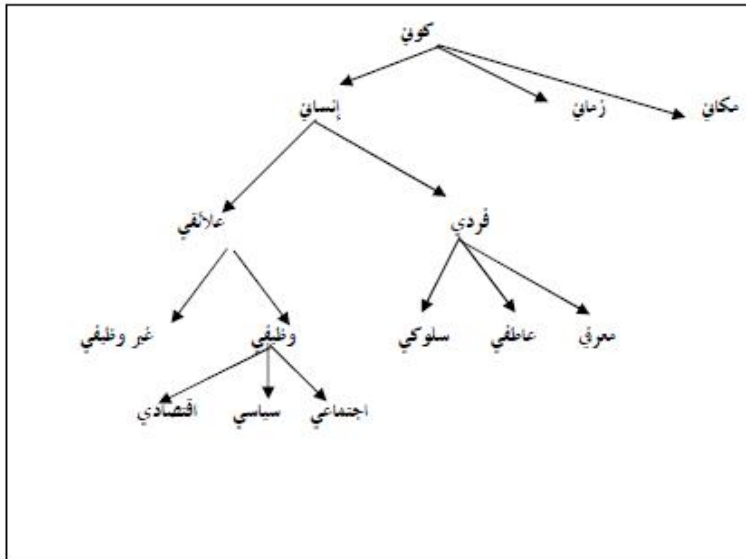 كوني
مكاني زماني إنساني
فردي علائقي
معرفي عاطفي سلوكي وظيفي غير وظيفي
اجتماعي سياسي اقتصادي